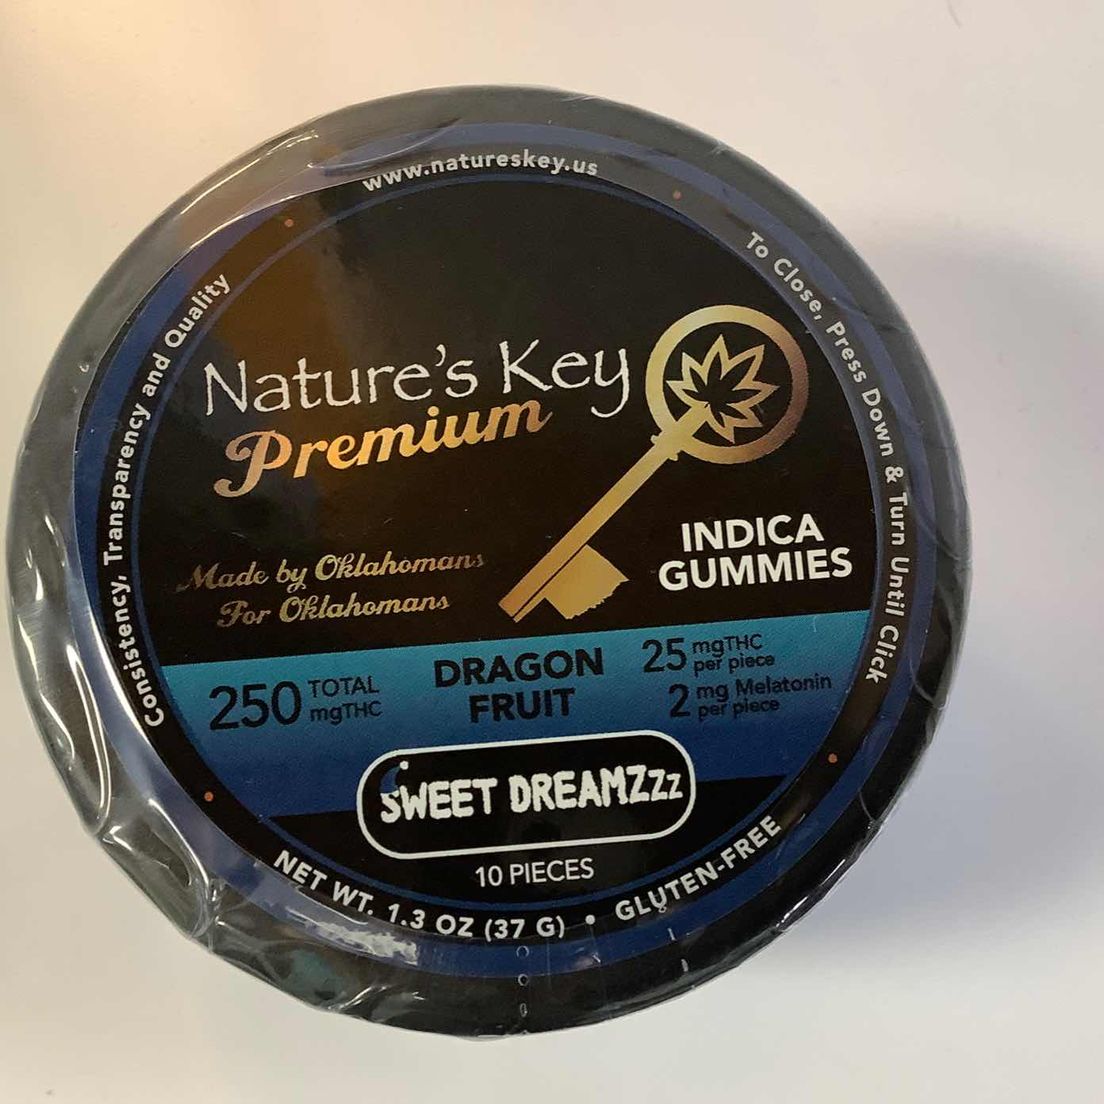 www.natureskey.us
Consistency, Transparency and Quality
To Close, Press Down & Turn Until Click
Nature's Key
Premium
Made by Oklahomans
For Oklahomans
INDICA
GUMMIES
250 TOTAL
mgTHC
DRAGON
FRUIT
25 mgTHC
per piece
2 mg Melatonin
per piece
SWEET DREAMZzz
10 PIECES
NET WT. 1.3 OZ (37 G) • GLUTEN-FREE